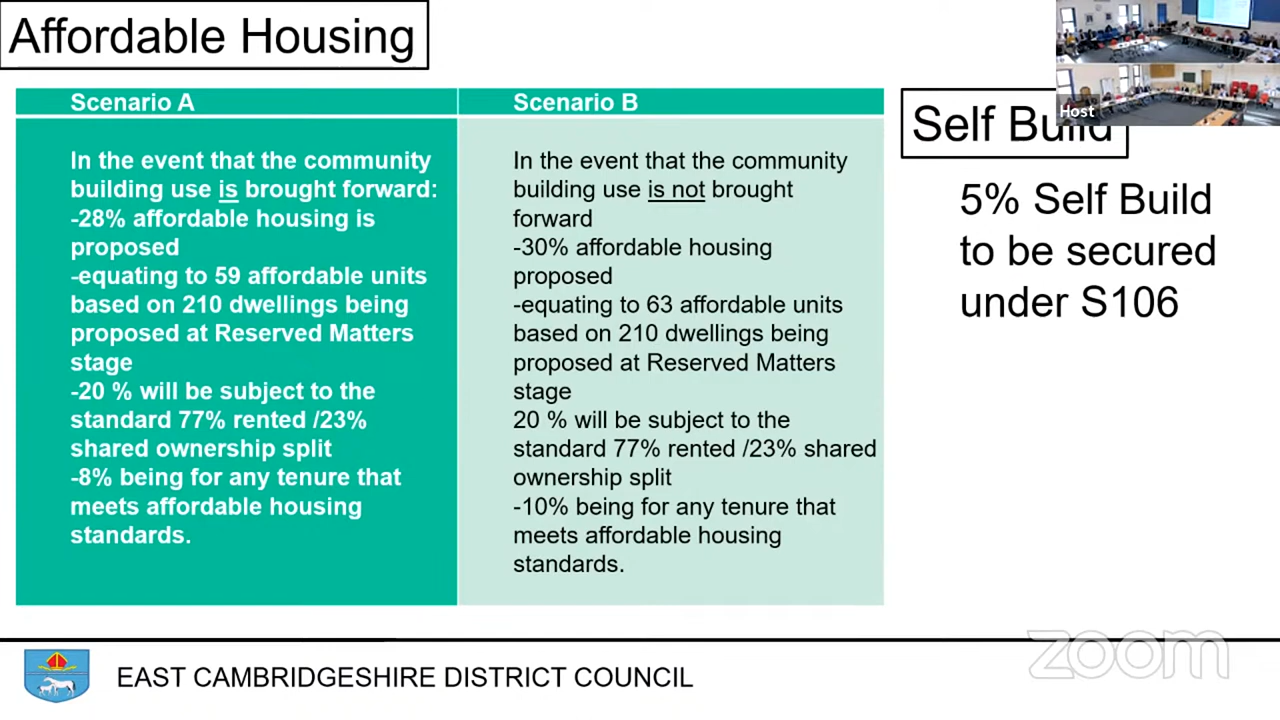 Affordable Housing
Scenario A
In the event that the community
building use is brought forward:
-28% affordable housing is
proposed
-equating to 59 affordable units
based on 210 dwellings being
proposed at Reserved Matters
stage
-20 % will be subject to the
standard 77% rented /23%
shared ownership split
-8% being for any tenure that
meets affordable housing
standards.
Scenario B
In the event that the community
building use is not brought
forward
-30% affordable housing
proposed
-equating to 63 affordable units
based on 210 dwellings being
proposed at Reserved Matters
stage
20 % will be subject to the
standard 77% rented /23% shared
ownership split
-10% being for any tenure that
meets affordable housing
standards.
Host
Self Build
5% Self Build
to be secured
under S106
EAST CAMBRIDGESHIRE DISTRICT COUNCIL
zoom